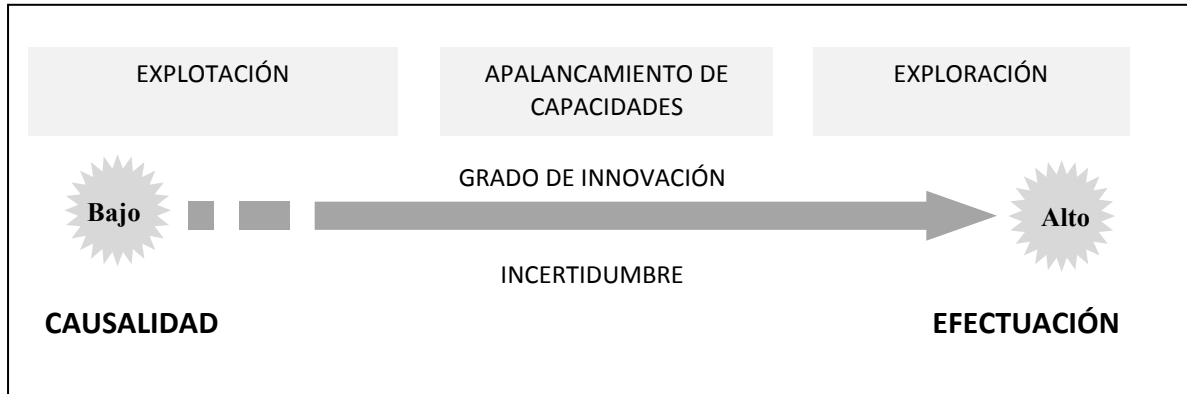 EXPLOTACIÓN
APALANCAMIENTO DE
CAPACIDADES
EXPLORACIÓN
GRADO DE INNOVACIÓN
Bajo
Alto
INCERTIDUMBRE
CAUSALIDAD
EFECTUACIÓN